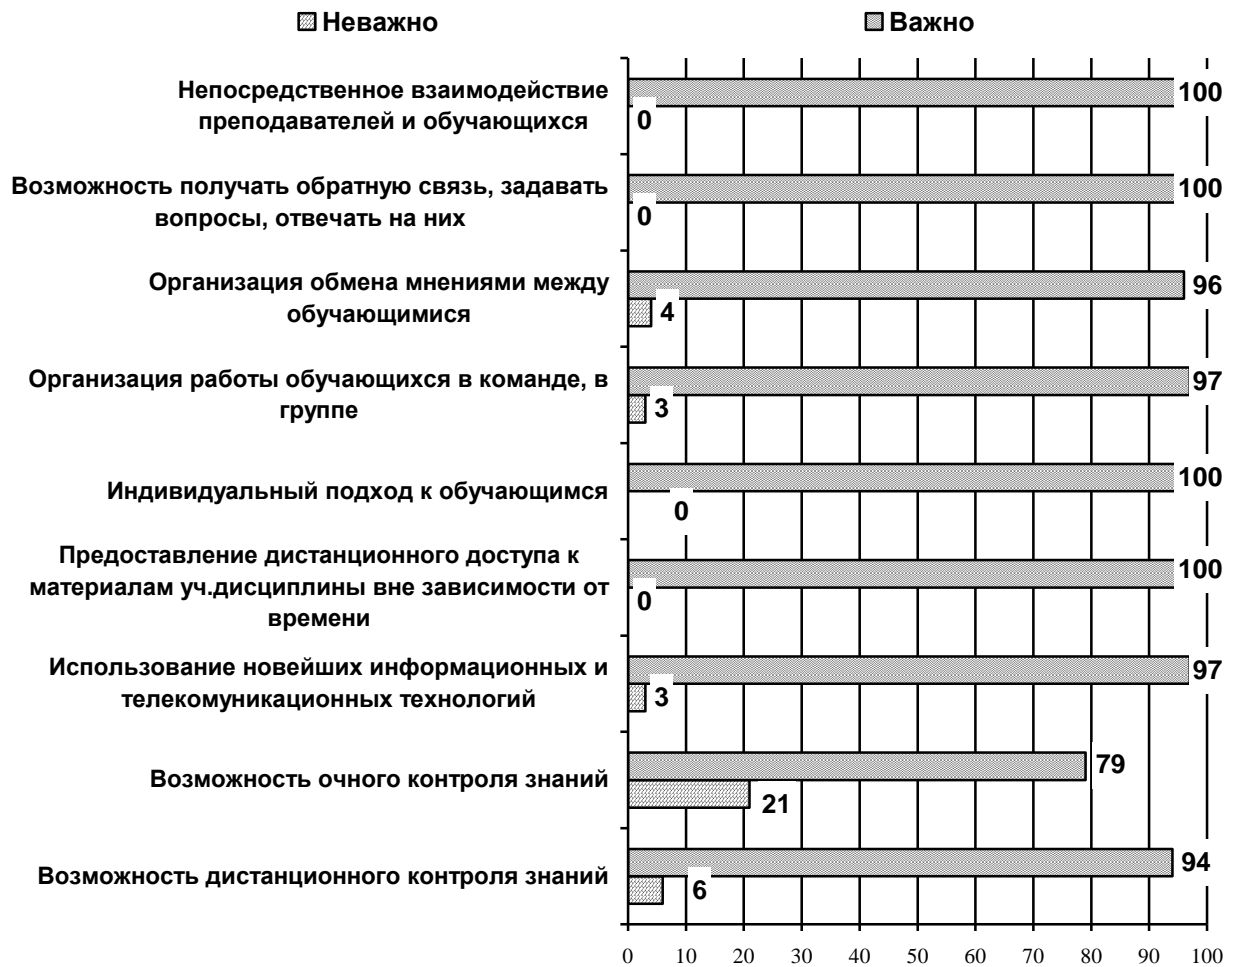 Неважно Важно
Непосредственное взаимодействие
преподавателей и обучающихся
100
0
Возможность получать обратную связь, задавать
вопросы, отвечать на них
100
0
Организация обмена мнениями между
обучающимися
96
4
Организация работы обучающихся в команде, в
группе
97
3
Индивидуальный подход к обучающимся
100
0
Предоставление дистанционного доступа к
материалам уч.дисциплины вне зависимости от
времени
100
0
Использование новейших информационных и
телекомуникационных технологий
97
3
Возможность очного контроля знаний
79
21
Возможность дистанционного контроля знаний
94
6
0 10 20 30 40 50 60 70 80 90 100